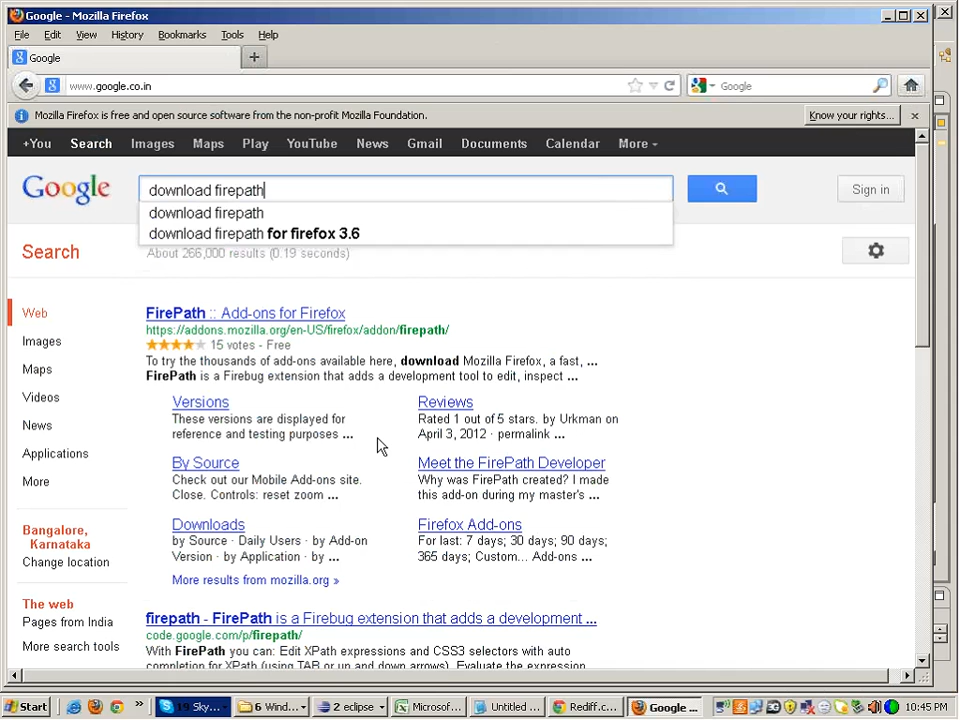 Google - Mozilla Firefox
File Edit View History Bookmarks Tools Help
Google
www.google.co.in
Google
Mozilla Firefox is free and open source software from the non-profit Mozilla Foundation.
Know your rights...
+You Search Images Maps Play YouTube News Gmail Documents Calendar More
Google
download firepath
Sign in
download firepath
download firepath for firefox 3.6
Search
About 266,000 results (0.19 seconds)
Web
Images
Maps
Videos
News
Applications
More
Bangalore,
Karnataka
Change location
The web
Pages from India
More search tools
FirePath :: Add-ons for Firefox
https://addons.mozilla.org/en-US/firefox/addon/firepath/
15 votes - Free
To try the thousands of add-ons available here, download Mozilla Firefox, a fast, ...
FirePath is a Firebug extension that adds a development tool to edit, inspect ...
Versions
These versions are displayed for
reference and testing purposes ...
Reviews
Rated 1 out of 5 stars. by Urkman on
April 3, 2012 · permalink ...
By Source
Check out our Mobile Add-ons site.
Close. Controls: reset zoom ...
Meet the FirePath Developer
Why was FirePath created? I made
this add-on during my master's ...
Downloads
by Source · Daily Users · by Add-on
Version · by Application · by ...
Firefox Add-ons
For last: 7 days; 30 days; 90 days;
365 days; Custom... Add-ons ...
More results from mozilla.org »
firepath - FirePath is a Firebug extension that adds a development ...
code.google.com/p/firepath/
With FirePath you can: Edit XPath expressions and CSS3 selectors with auto
completion for XPath (using TAB or up and down arrows). Evaluate the expression
Start
»
19 Sky...
6 Wind...
2 eclipse
Microsof...
Untitled ...
Rediff.c...
Google ...
10:45 PM